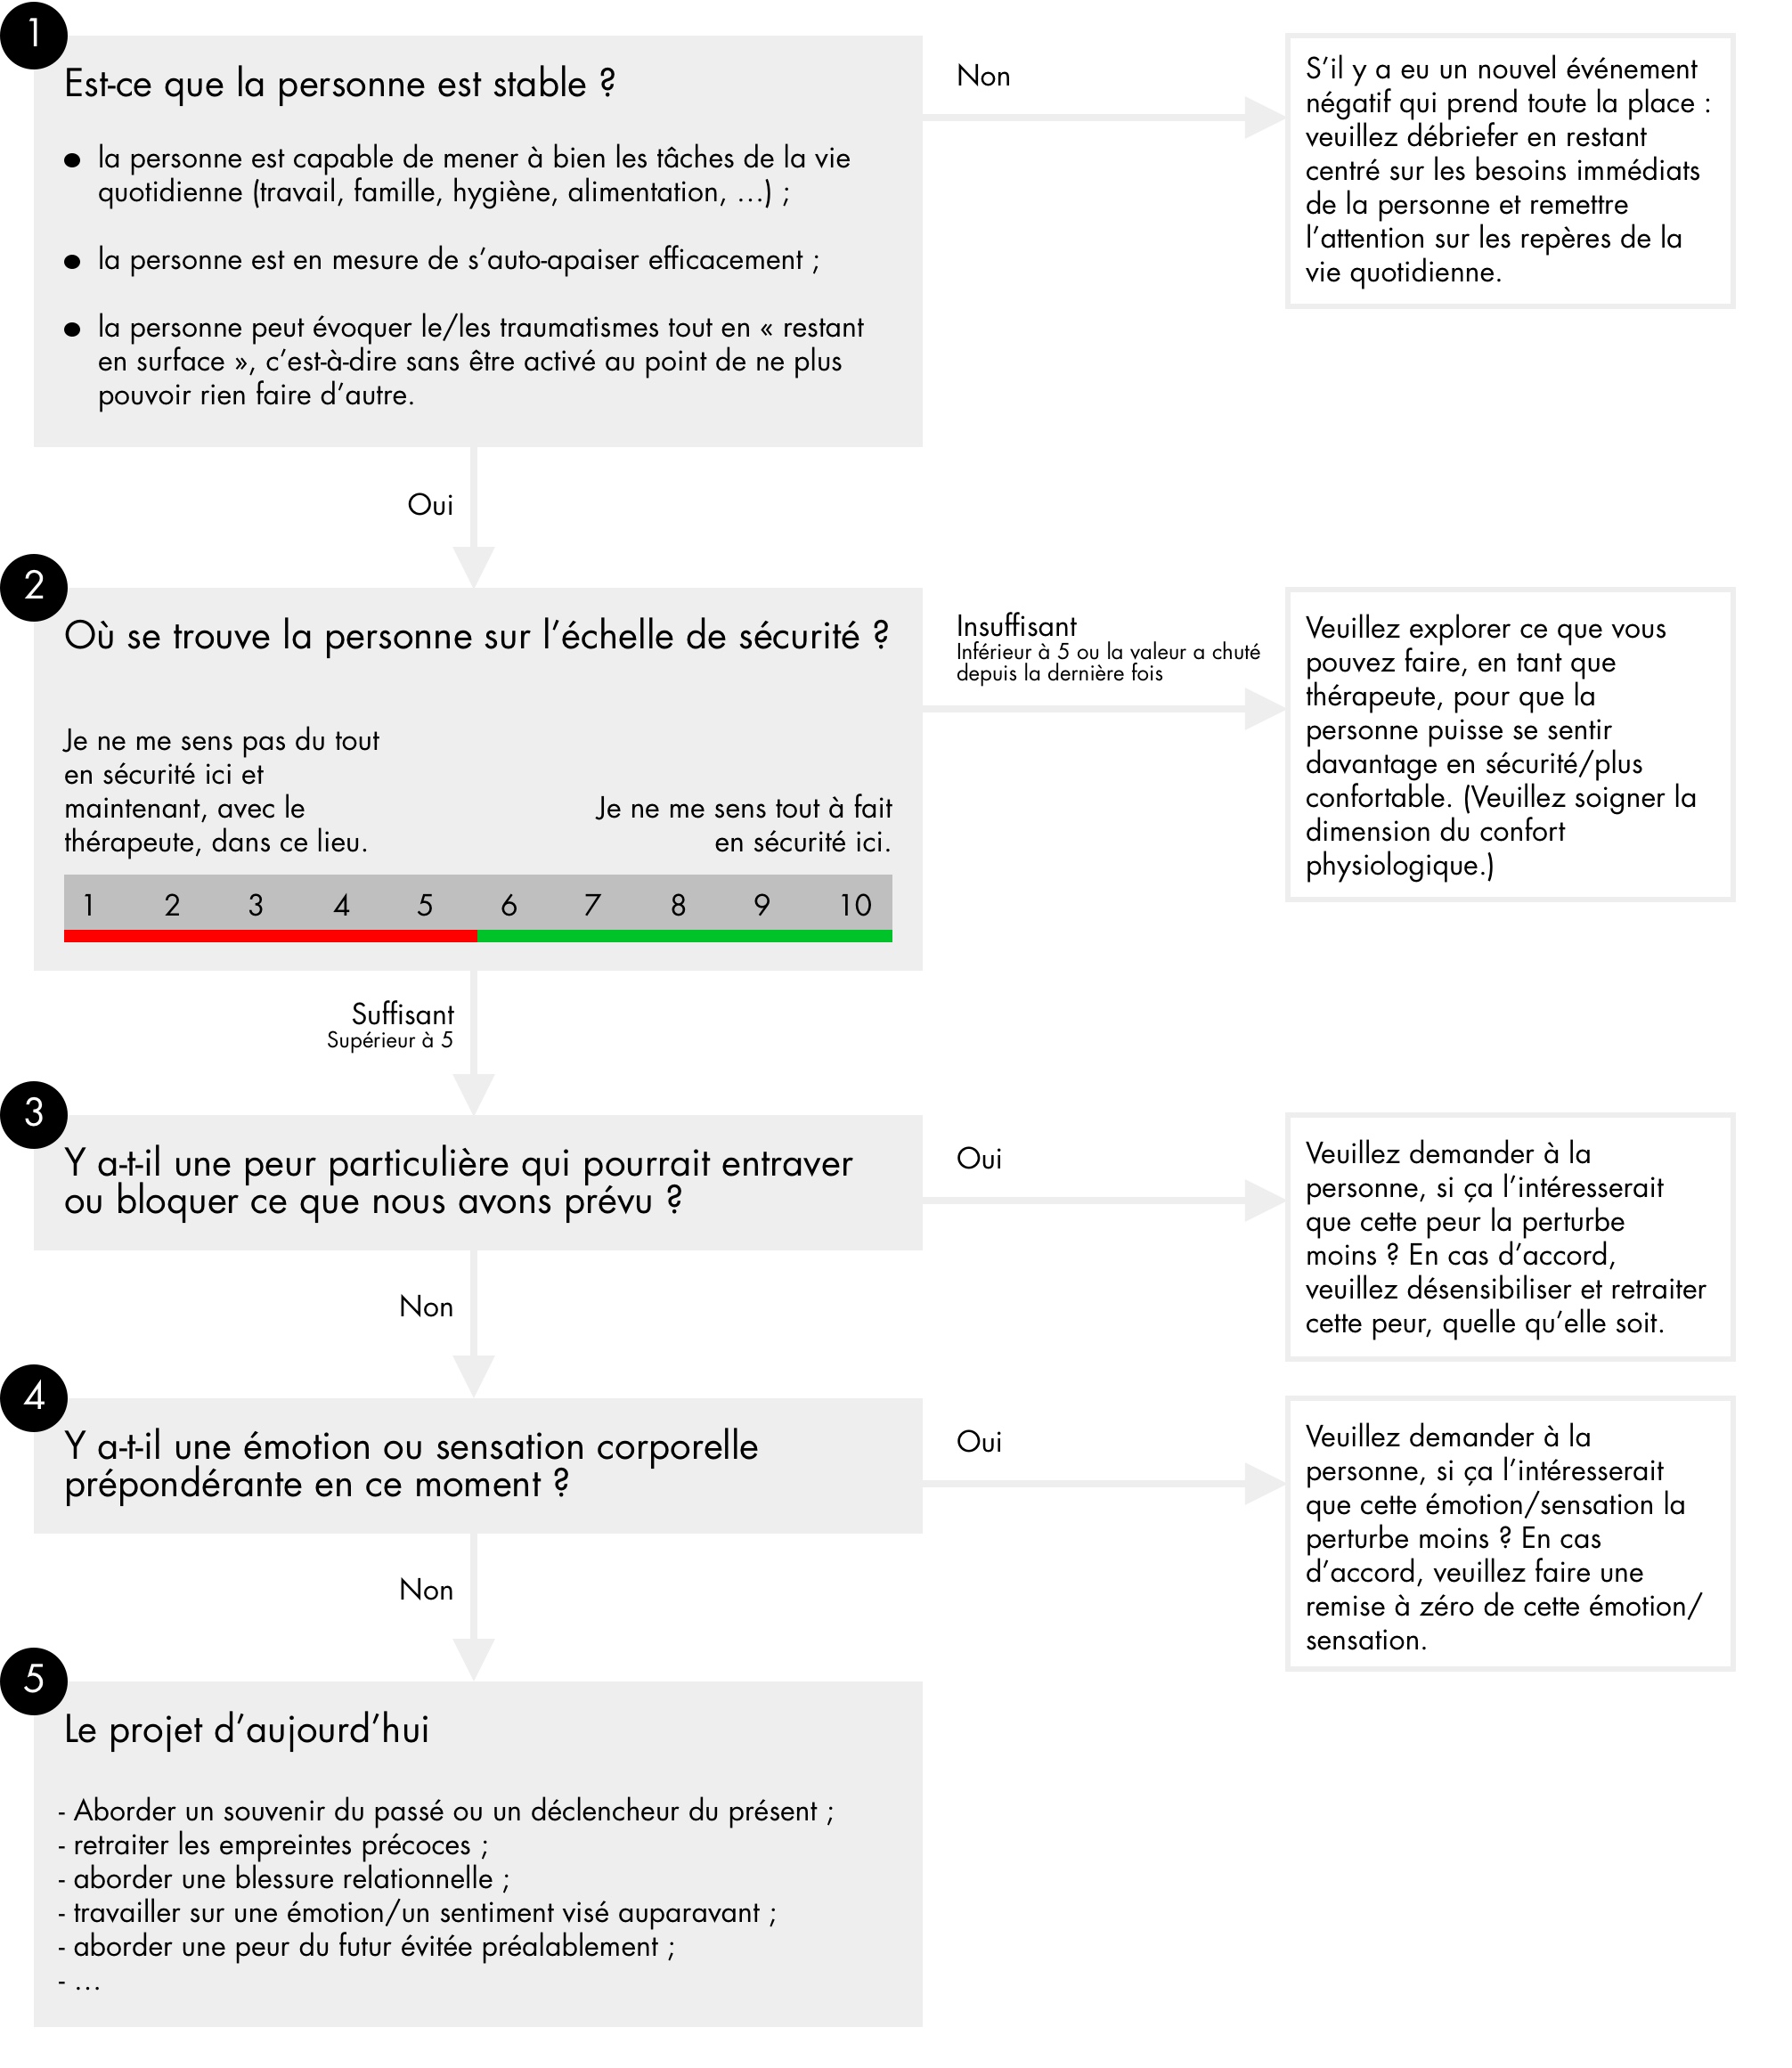 1
Est-ce que la personne est stable ?
● la personne est capable de mener à bien les tâches de la vie
quotidienne (travail, famille, hygiène, alimentation, …) ;
● la personne est en mesure de s’auto-apaiser efficacement ;
● la personne peut évoquer le/les traumatismes tout en « restant
en surface », c’est-à-dire sans être activé au point de ne plus
pouvoir rien faire d’autre.
Non
S’il y a eu un nouvel événement
négatif qui prend toute la place :
veuillez débriefer en restant
centré sur les besoins immédiats
de la personne et remettre
l’attention sur les repères de la
vie quotidienne.
Oui
2
Où se trouve la personne sur l’échelle de sécurité ?
Je ne me sens pas du tout
en sécurité ici et
maintenant, avec le
thérapeute, dans ce lieu.
Je ne me sens tout à fait
en sécurité ici.
1 2 3 4 5 6 7 8 9 10
Insuffisant
Inférieur à 5 ou la valeur a chuté
depuis la dernière fois
Veuillez explorer ce que vous
pouvez faire, en tant que
thérapeute, pour que la
personne puisse se sentir
davantage en sécurité/plus
confortable. (Veuillez soigner la
dimension du confort
physiologique.)
Suffisant
Supérieur à 5
3
Y a-t-il une peur particulière qui pourrait entraver
ou bloquer ce que nous avons prévu ?
Oui
Veuillez demander à la
personne, si ça l’intéresserait
que cette peur la perturbe
moins ? En cas d’accord,
veuillez désensibiliser et retraiter
cette peur, quelle qu’elle soit.
Non
4
Y a-t-il une émotion ou sensation corporelle
prépondérante en ce moment ?
Oui
Veuillez demander à la
personne, si ça l’intéresserait
que cette émotion/sensation la
perturbe moins ? En cas
d’accord, veuillez faire une
remise à zéro de cette émotion/
sensation.
Non
5
Le projet d’aujourd’hui
- Aborder un souvenir du passé ou un déclencheur du présent ;
- retraiter les empreintes précoces ;
- aborder une blessure relationnelle ;
- travailler sur une émotion/un sentiment visé auparavant ;
- aborder une peur du futur évitée préalablement ;
- …